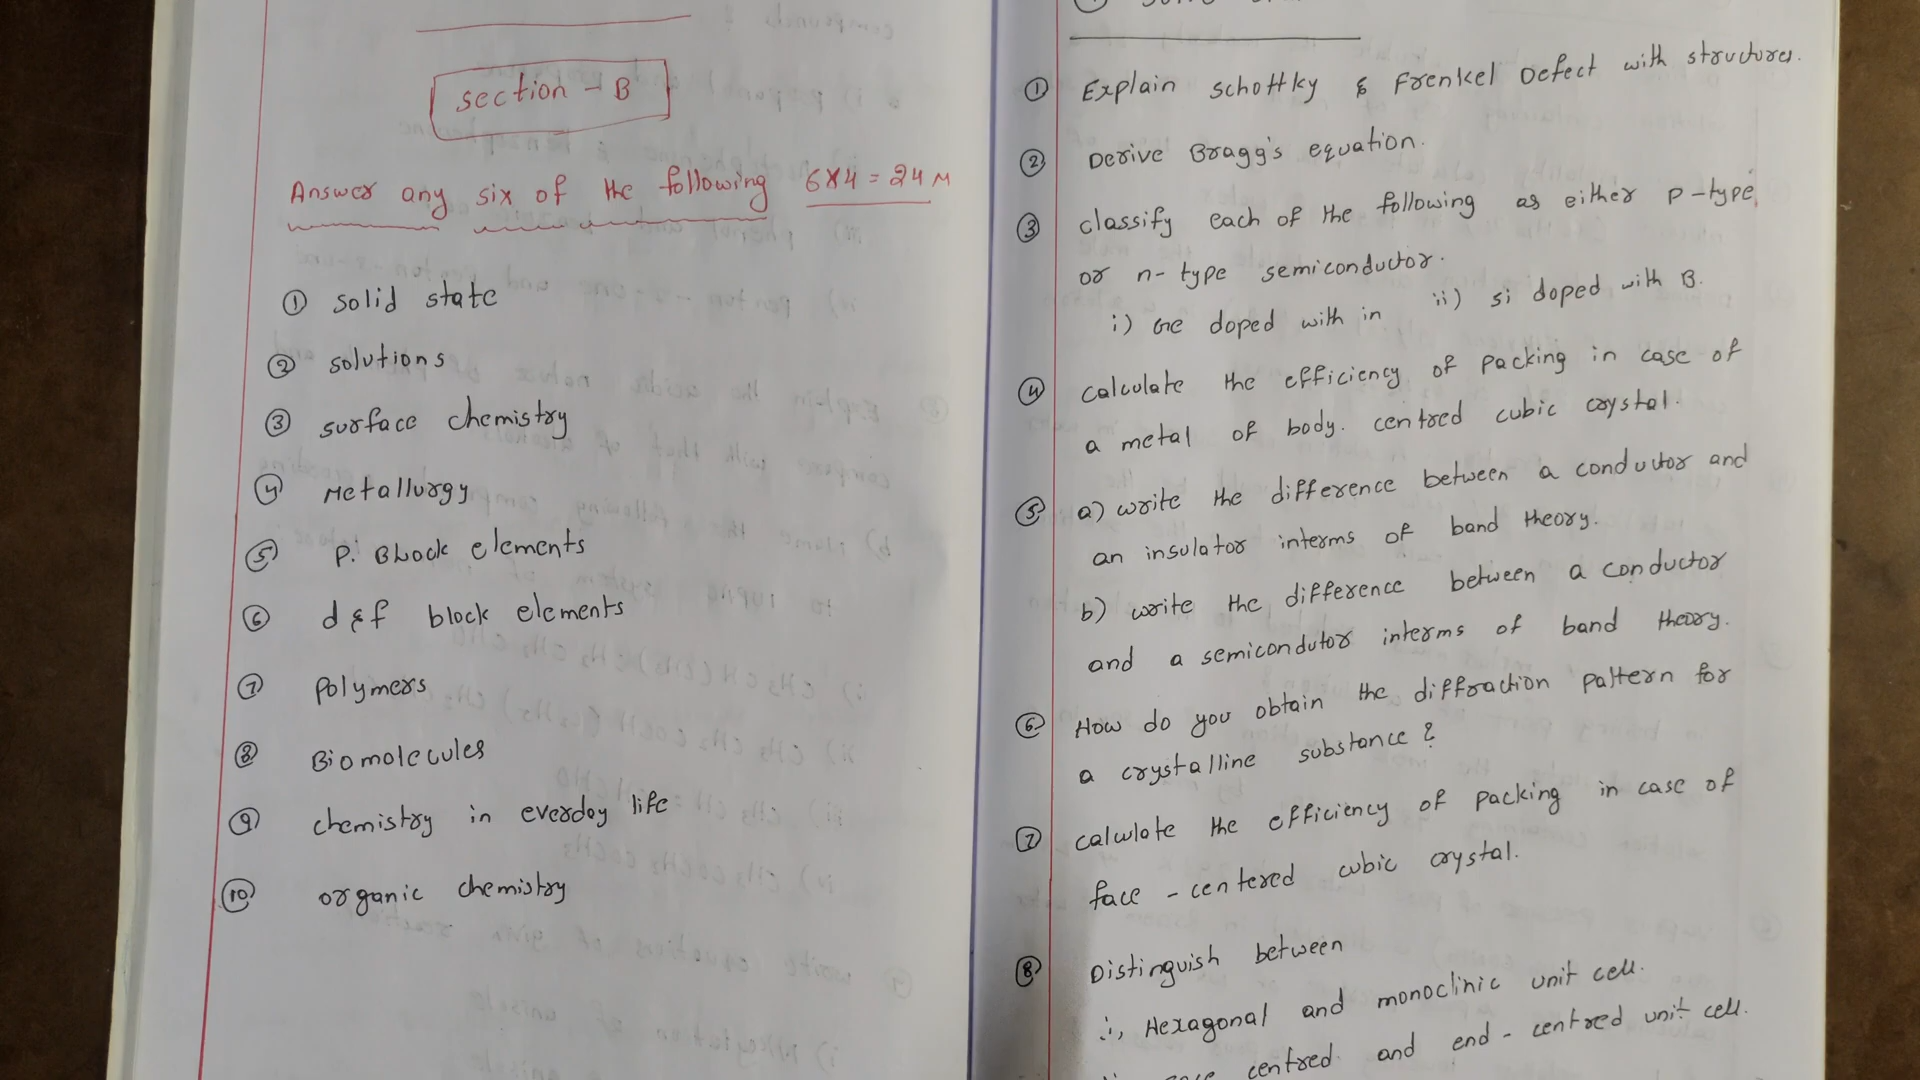 section - B
Answer any six of the following 6x4 = 24 M
① solid state
② solutions
③ surface chemistry
④ Metallurgy
⑤ P. Block elements
⑥ d & f block elements
⑦ polymers
⑧ Biomolecules
⑨ chemistry in everday life
⑩ organic chemistry
① Explain schottky & Frenkel Defect with structures.
② Derive Bragg's equation.
③ classify each of the following as either p-type
or n-type semiconductor.
i) Ge doped with in ii) si doped with B.
④ calculate the efficiency of packing in case of
a metal of body. centred cubic crystal.
⑤ a) write the difference between a conductor and
an insulator interms of band theory.
b) write the difference between a conductor
and a semicondutor interms of band theory.
⑥ How do you obtain the diffraction pattern for
a crystalline substance?
⑦ calculate the efficiency of packing in case of
face - centered cubic crystal.
⑧ Distinguish between
i, Hexagonal and monoclinic unit cell.
centred and end - centred unit cell.